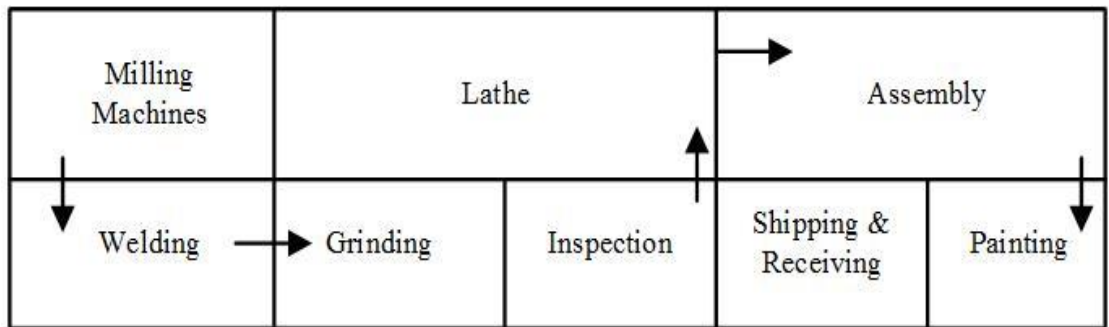 Milling
Machines
Lathe
Assembly
Welding
Grinding
Inspection
Shipping &
Receiving
Painting